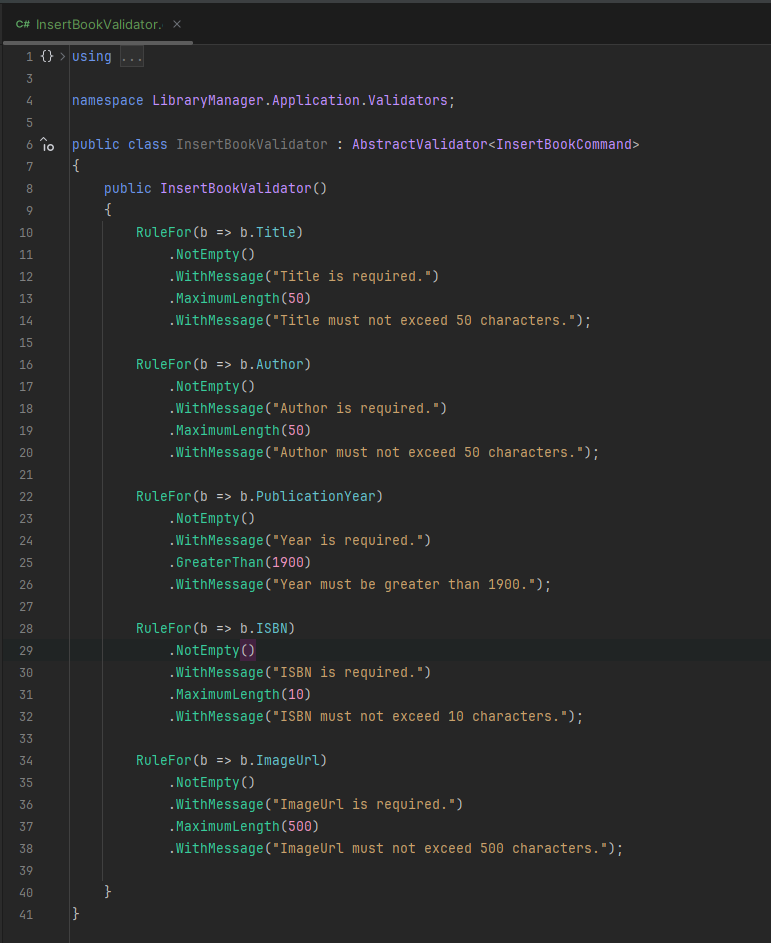 C# InsertBookValidator. ×
1 {} > using ...
3
4 namespace LibraryManager.Application.Validators;
5
6 public class InsertBookValidator : AbstractValidator<InsertBookCommand>
7 {
8 public InsertBookValidator()
9 {
10 RuleFor(b => b.Title)
11 .NotEmpty()
12 .WithMessage("Title is required.")
13 .MaximumLength(50)
14 .WithMessage("Title must not exceed 50 characters.");
15
16 RuleFor(b => b.Author)
17 .NotEmpty()
18 .WithMessage("Author is required.")
19 .MaximumLength(50)
20 .WithMessage("Author must not exceed 50 characters.");
21
22 RuleFor(b => b.PublicationYear)
23 .NotEmpty()
24 .WithMessage("Year is required.")
25 .GreaterThan(1900)
26 .WithMessage("Year must be greater than 1900.");
27
28 RuleFor(b => b.ISBN)
29 .NotEmpty()
30 .WithMessage("ISBN is required.")
31 .MaximumLength(10)
32 .WithMessage("ISBN must not exceed 10 characters.");
33
34 RuleFor(b => b.ImageUrl)
35 .NotEmpty()
36 .WithMessage("ImageUrl is required.")
37 .MaximumLength(500)
38 .WithMessage("ImageUrl must not exceed 500 characters.");
39
40 }
41 }